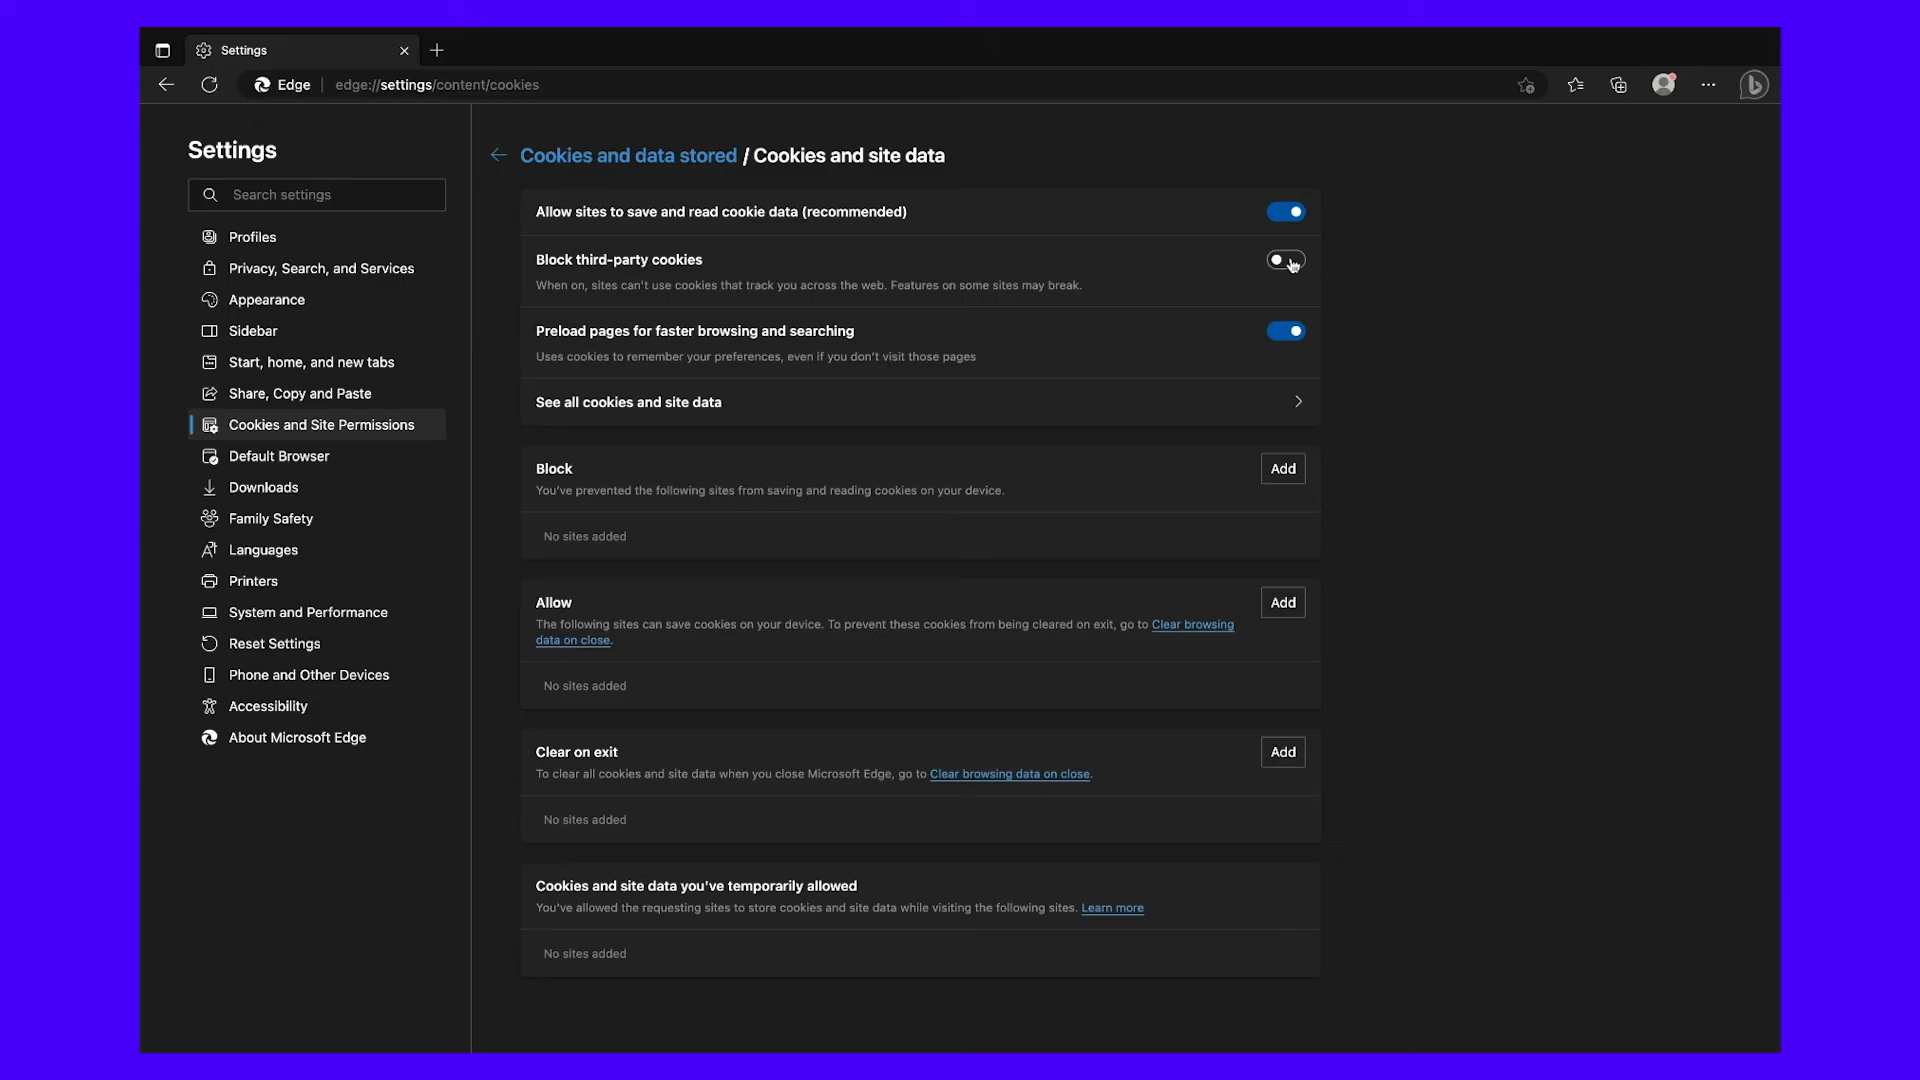 Settings
Edge
edge://settings/content/cookies
Settings
Search settings
Profiles
Privacy, Search, and Services
Appearance
Sidebar
Start, home, and new tabs
Share, Copy and Paste
Cookies and Site Permissions
Default Browser
Downloads
Family Safety
Languages
Printers
System and Performance
Reset Settings
Phone and Other Devices
Accessibility
About Microsoft Edge
Cookies and data stored / Cookies and site data
Allow sites to save and read cookie data (recommended)
Block third-party cookies
When on, sites can't use cookies that track you across the web. Features on some sites may break.
Preload pages for faster browsing and searching
Uses cookies to remember your preferences, even if you don't visit those pages
See all cookies and site data
Block
Add
You've prevented the following sites from saving and reading cookies on your device.
No sites added
Allow
Add
The following sites can save cookies on your device. To prevent these cookies from being cleared on exit, go to Clear browsing
data on close.
No sites added
Clear on exit
Add
To clear all cookies and site data when you close Microsoft Edge, go to Clear browsing data on close.
No sites added
Cookies and site data you've temporarily allowed
You've allowed the requesting sites to store cookies and site data while visiting the following sites. Learn more
No sites added